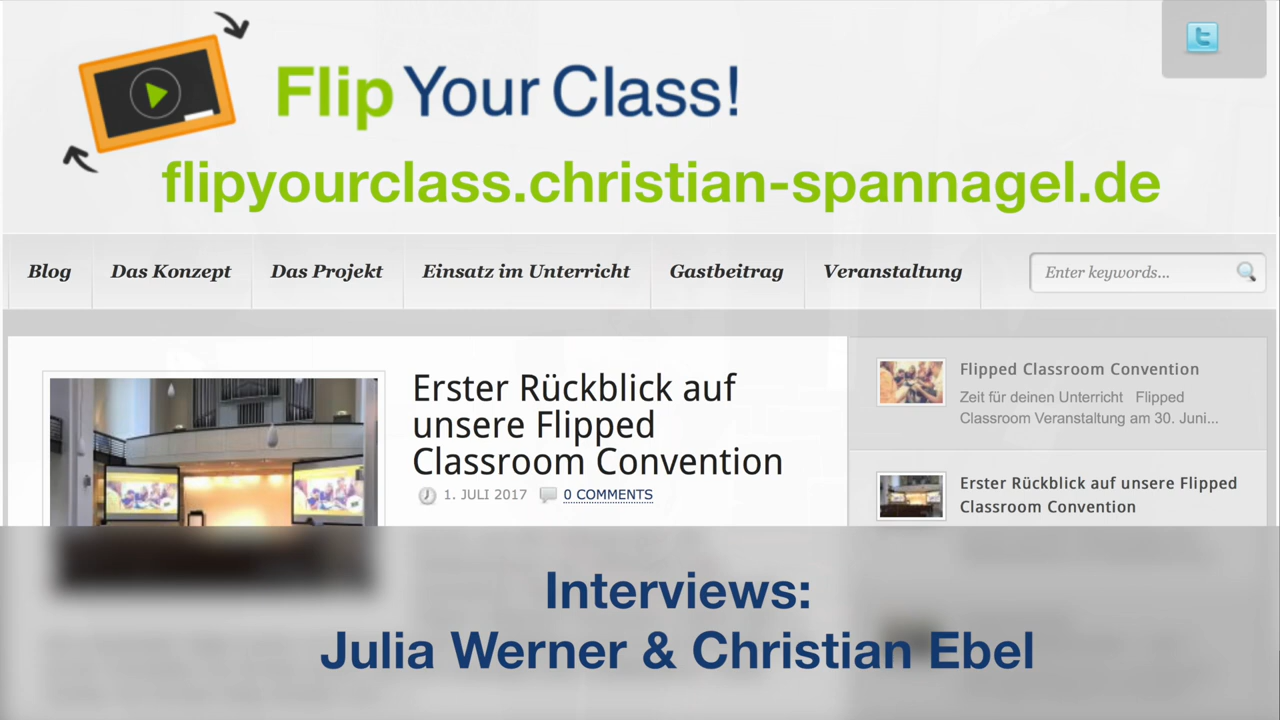 Flip Your Class!
flipyourclass.christian-spannagel.de
Blog
Das Konzept
Das Projekt
Einsatz im Unterricht
Gastbeitrag
Veranstaltung
Enter keywords...
Erster Rückblick auf
unsere Flipped
Classroom Convention
1. JULI 2017 0 COMMENTS
Flipped Classroom Convention
Zeit für deinen Unterricht Flipped
Classroom Veranstaltung am 30. Juni...
Erster Rückblick auf unsere Flipped
Classroom Convention
Interviews:
Julia Werner & Christian Ebel